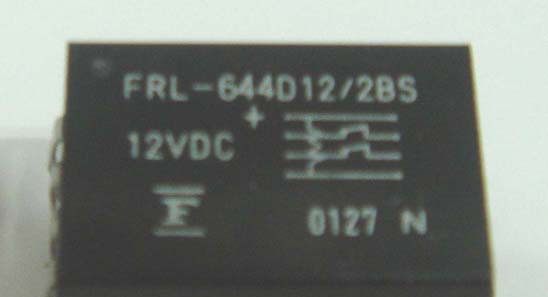 FRL-644D12/2BS
+
12VDC
F
0127 N